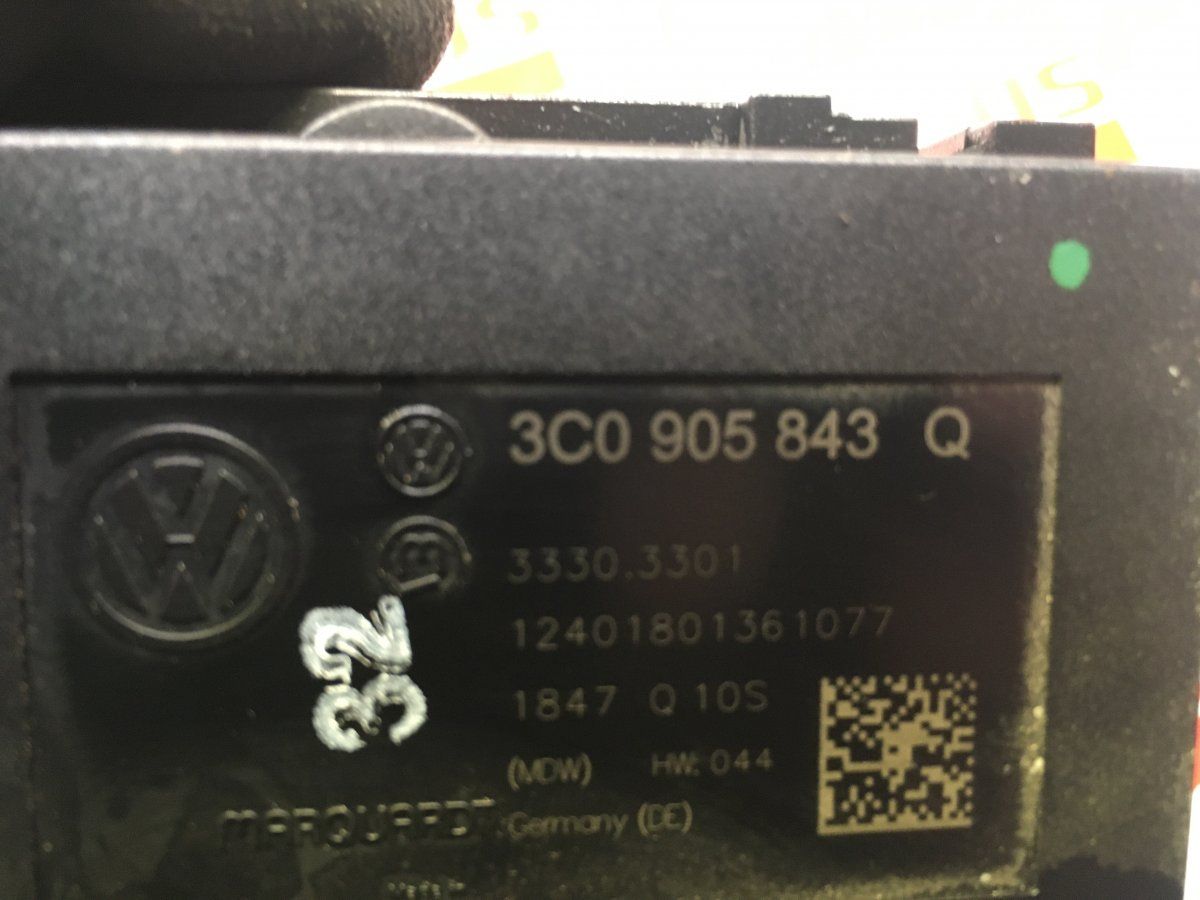 3C0 905 843 Q
3330.3301
12401801361077
1847 Q 10S
(MDW) HW: 044
MARQUARDT Germany (DE)
32